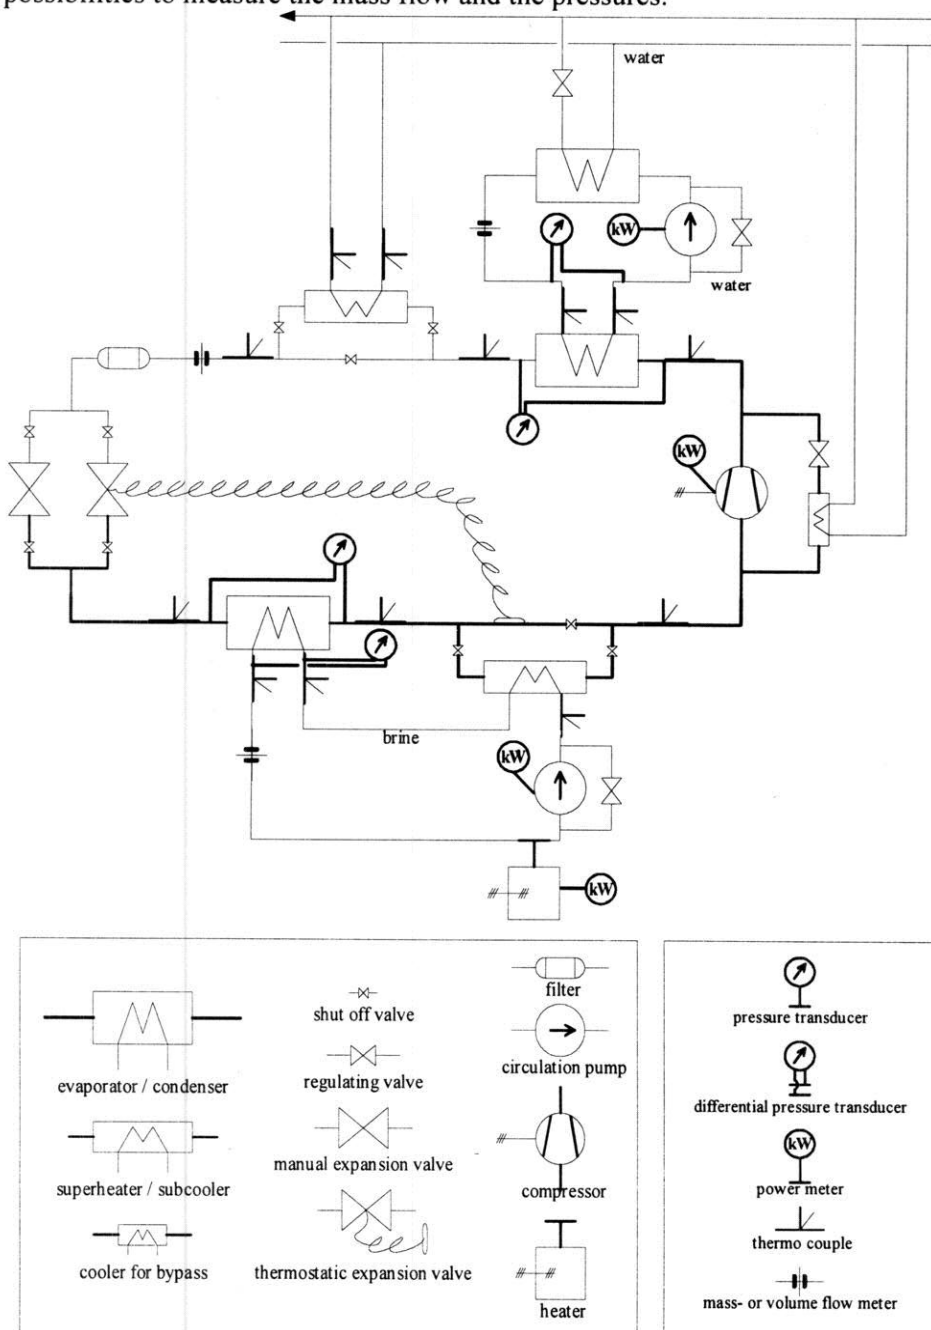 possibilities to measure the mass flow and the pressures.
water
kW
water
kW
brine
kW
kW
filter
shut off valve
pressure transducer
circulation pump
evaporator / condenser
regulating valve
differential pressure transducer
manual expansion valve
superheater / subcooler
compressor
kW
power meter
thermo couple
cooler for bypass
thermostatic expansion valve
heater
mass- or volume flow meter